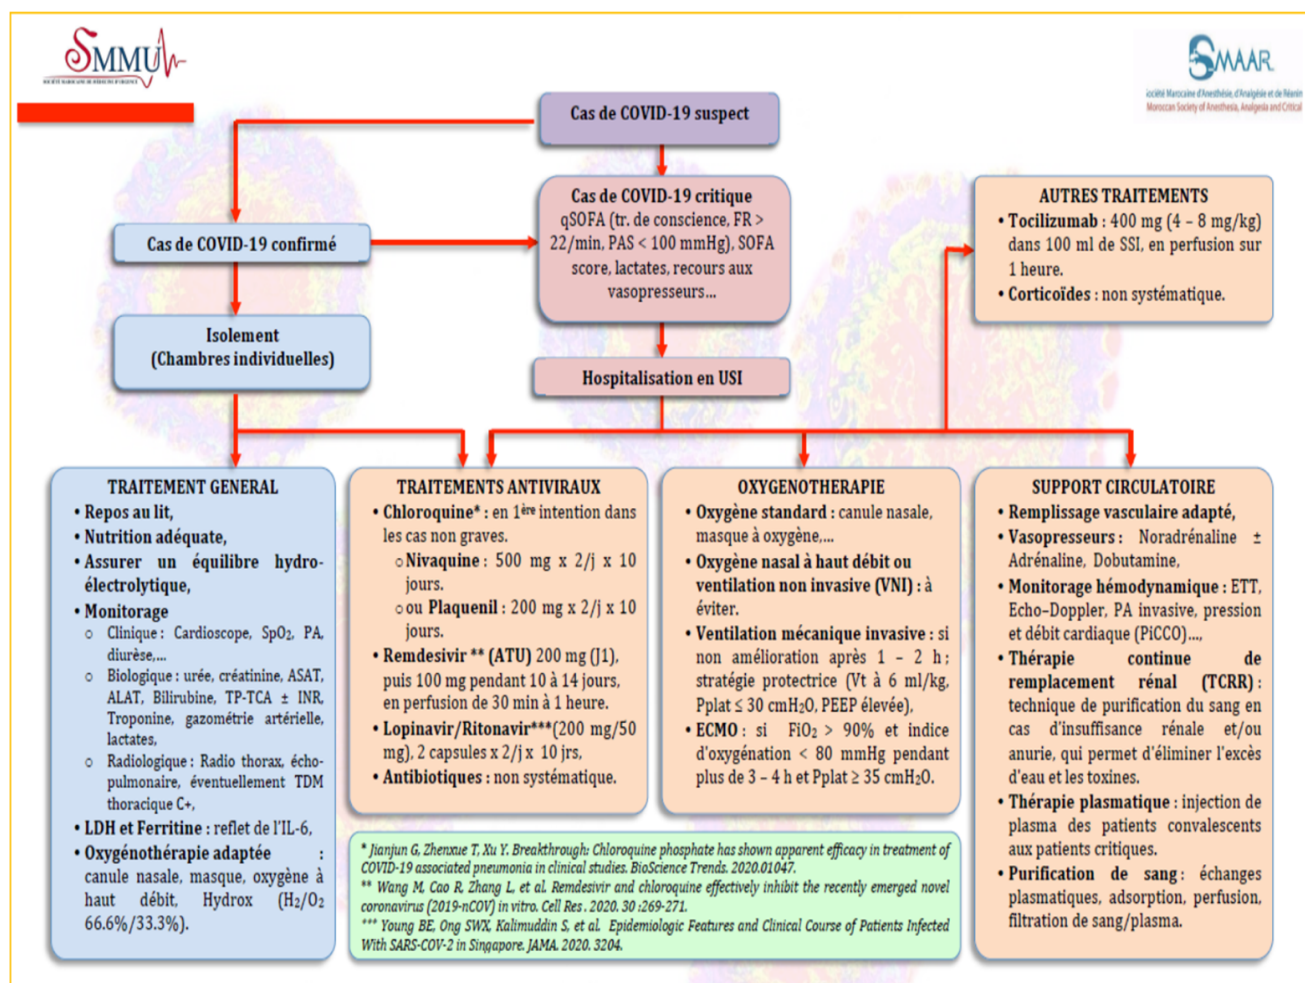 SMMU
SOCIÉTÉ MAROCAINE DE MÉDECINE D'URGENCE
SMAAR
ociété Marocaine d'Anesthésie, d'Analgésie et de Réanim
Moroccan Society of Anesthesia, Analgesia and Critical
Cas de COVID-19 suspect
Cas de COVID-19 confirmé
Cas de COVID-19 critique
qSOFA (tr. de conscience, FR >
22/min, PAS < 100 mmHg), SOFA
score, lactates, recours aux
vasopresseurs...
AUTRES TRAITEMENTS
• Tocilizumab : 400 mg (4 – 8 mg/kg)
dans 100 ml de SSI, en perfusion sur
1 heure.
• Corticoïdes : non systématique.
Isolement
(Chambres individuelles)
Hospitalisation en USI
TRAITEMENT GENERAL
• Repos au lit,
• Nutrition adéquate,
• Assurer un équilibre hydro-
électrolytique,
• Monitorage
o Clinique : Cardioscope, SpO₂, PA,
diurèse,...
o Biologique : urée, créatinine, ASAT,
ALAT, Bilirubine, TP-TCA ± INR,
Troponine, gazométrie artérielle,
lactates,
o Radiologique : Radio thorax, écho-
pulmonaire, éventuellement TDM
thoracique C+,
• LDH et Ferritine : reflet de l'IL-6,
• Oxygénothérapie adaptée :
canule nasale, masque, oxygène à
haut débit, Hydrox (H₂/O₂
66.6%/33.3%).
TRAITEMENTS ANTIVIRAUX
• Chloroquine* : en 1ère intention dans
les cas non graves.
o Nivaquine : 500 mg x 2/j x 10
jours.
o ou Plaquenil : 200 mg x 2/j x 10
jours.
• Remdesivir ** (ATU) 200 mg (J1),
puis 100 mg pendant 10 à 14 jours,
en perfusion de 30 min à 1 heure.
• Lopinavir/Ritonavir***(200 mg/50
mg), 2 capsules x 2/j x 10 jrs,
• Antibiotiques : non systématique.
OXYGENOTHERAPIE
• Oxygène standard : canule nasale,
masque à oxygène,...
• Oxygène nasal à haut débit ou
ventilation non invasive (VNI) : à
éviter.
• Ventilation mécanique invasive : si
non amélioration après 1 – 2 h ;
stratégie protectrice (Vt à 6 ml/kg,
Pplat ≤ 30 cmH₂O, PEEP élevée),
• ECMO : si FiO₂ > 90% et indice
d'oxygénation < 80 mmHg pendant
plus de 3 – 4 h et Pplat ≥ 35 cmH₂O.
SUPPORT CIRCULATOIRE
• Remplissage vasculaire adapté,
• Vasopresseurs : Noradrénaline ±
Adrénaline, Dobutamine,
• Monitorage hémodynamique : ETT,
Echo–Doppler, PA invasive, pression
et débit cardiaque (PiCCO)...,
• Thérapie continue de
remplacement rénal (TCRR) :
technique de purification du sang en
cas d'insuffisance rénale et/ou
anurie, qui permet d'éliminer l'excès
d'eau et les toxines.
• Thérapie plasmatique : injection de
plasma des patients convalescents
aux patients critiques.
• Purification de sang : échanges
plasmatiques, adsorption, perfusion,
filtration de sang/plasma.
* Jianjun G, Zhenxue T, Xu Y. Breakthrough: Chloroquine phosphate has shown apparent efficacy in treatment of
COVID-19 associated pneumonia in clinical studies. BioScience Trends. 2020.01047.
** Wang M, Cao R, Zhang L, et al. Remdesivir and chloroquine effectively inhibit the recently emerged novel
coronavirus (2019-nCOV) in vitro. Cell Res . 2020. 30 :269-271.
*** Young BE, Ong SWX, Kalimuddin S, et al. Epidemiologic Features and Clinical Course of Patients Infected
With SARS-COV-2 in Singapore. JAMA. 2020. 3204.